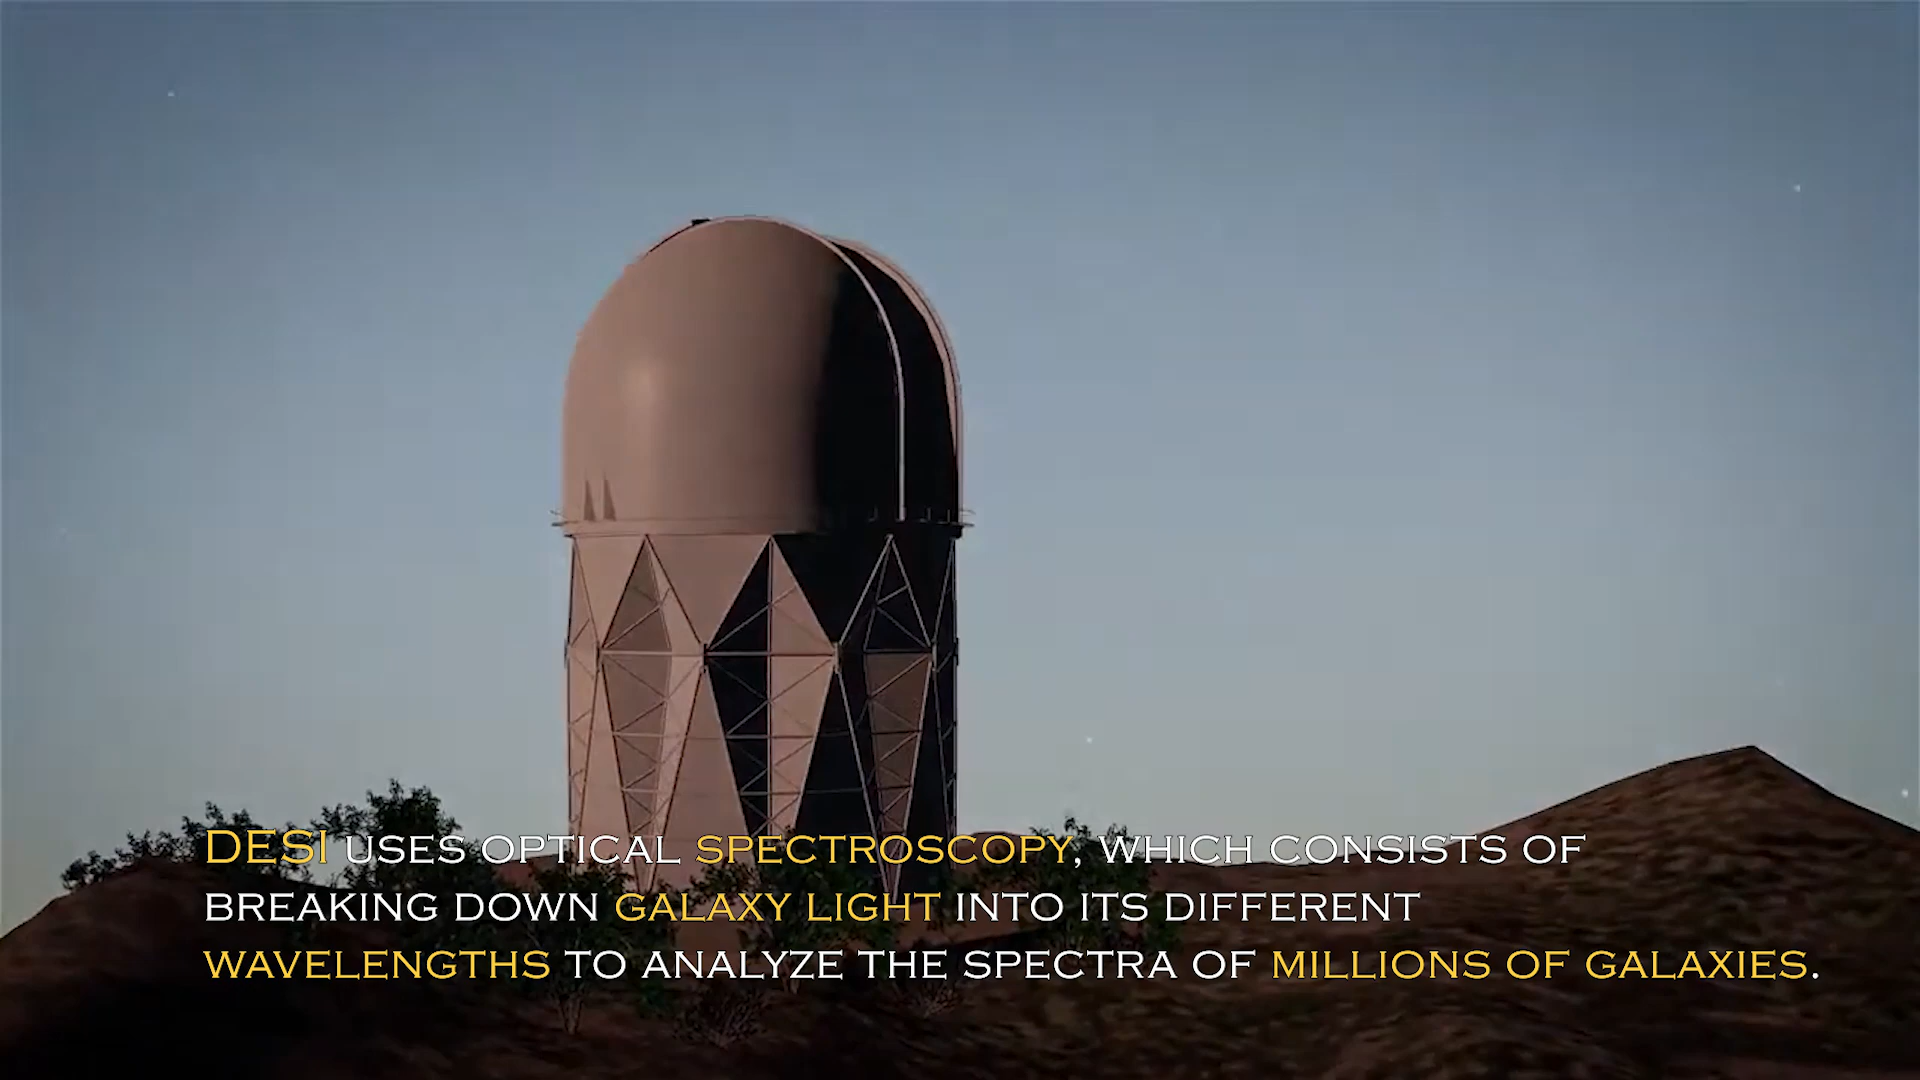 DESI USES OPTICAL SPECTROSCOPY, WHICH CONSISTS OF
BREAKING DOWN GALAXY LIGHT INTO ITS DIFFERENT
WAVELENGTHS TO ANALYZE THE SPECTRA OF MILLIONS OF GALAXIES.